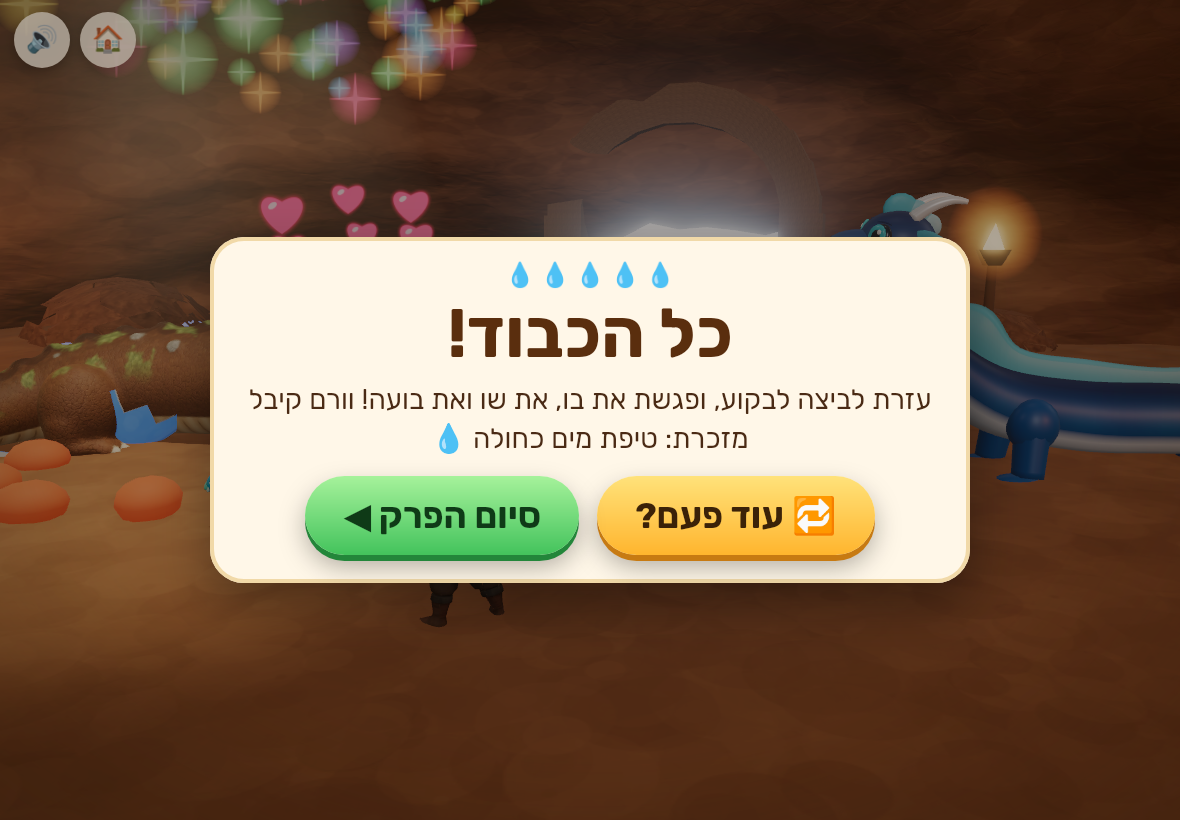 כל הכבוד!
עזרת לביצה לבקוע, ופגשת את בו, את שו ואת בועה! וורם קיבל
מזכרת: טיפת מים כחולה 💧
🔁 עוד פעם?
סיום הפרק ◀